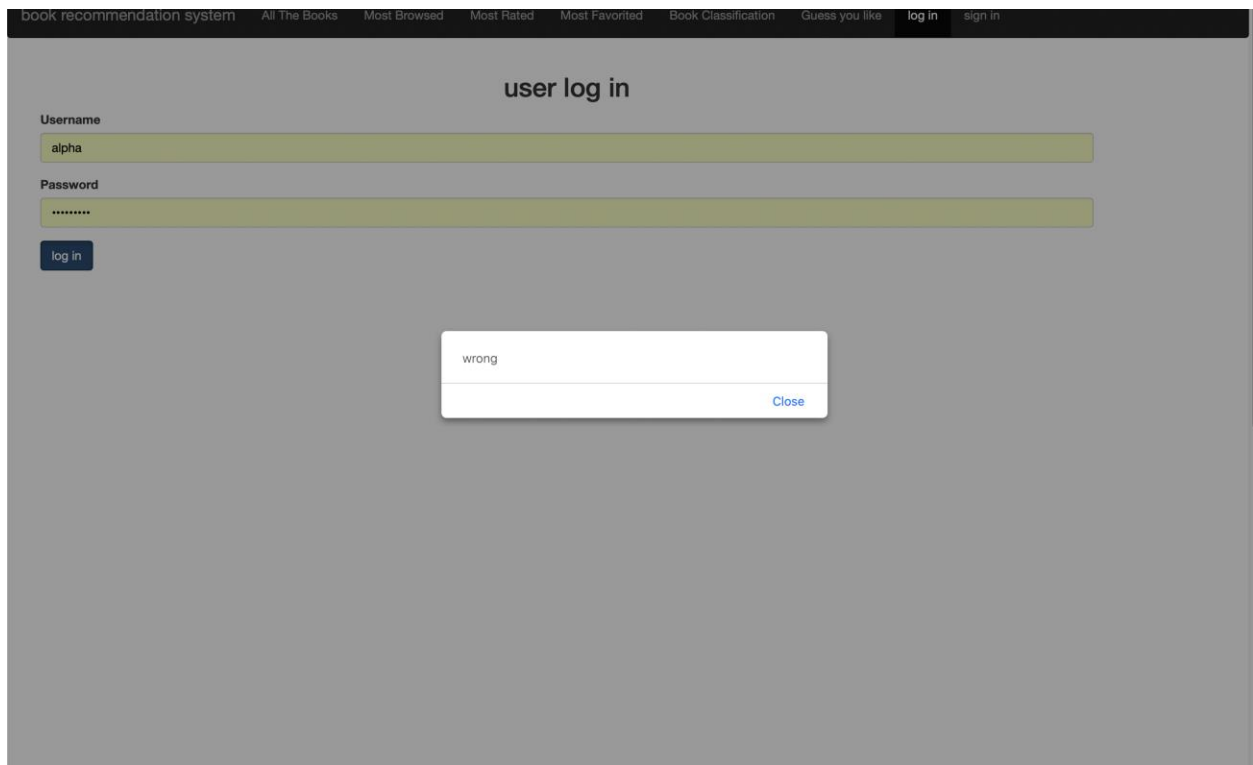 book recommendation system All The Books Most Browsed Most Rated Most Favorited Book Classification Guess you like log in sign in
user log in
Username
alpha
Password
•••••••••
log in
wrong
Close